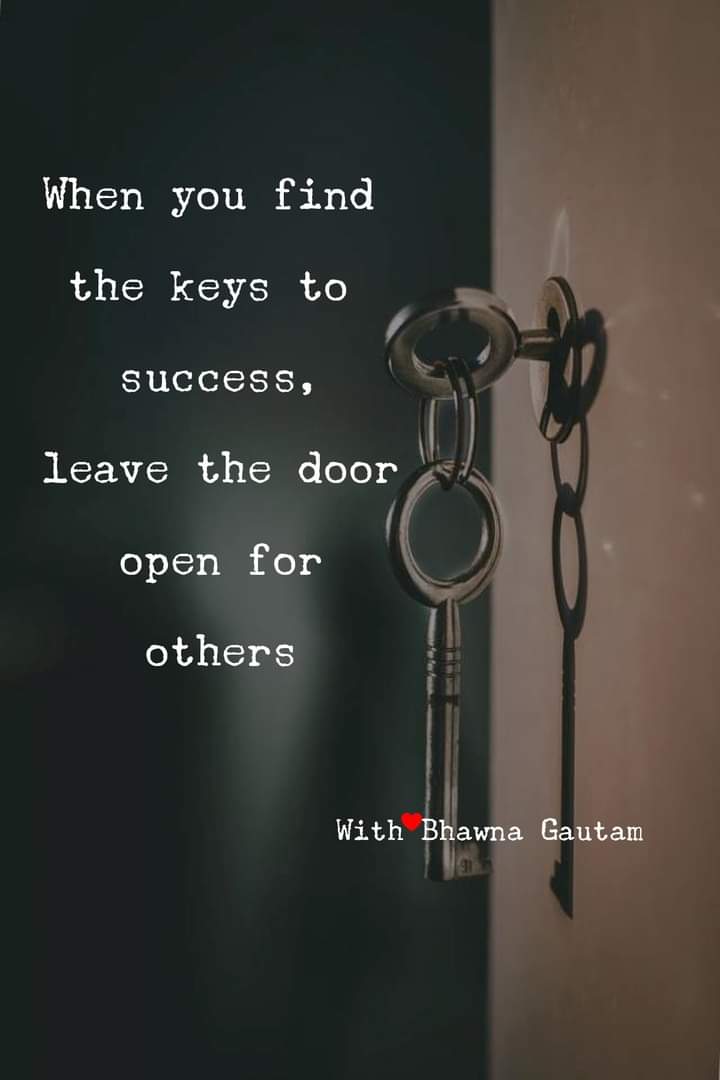 When you find
the keys to
success,
leave the door
open for
others
With❤Bhawna Gautam